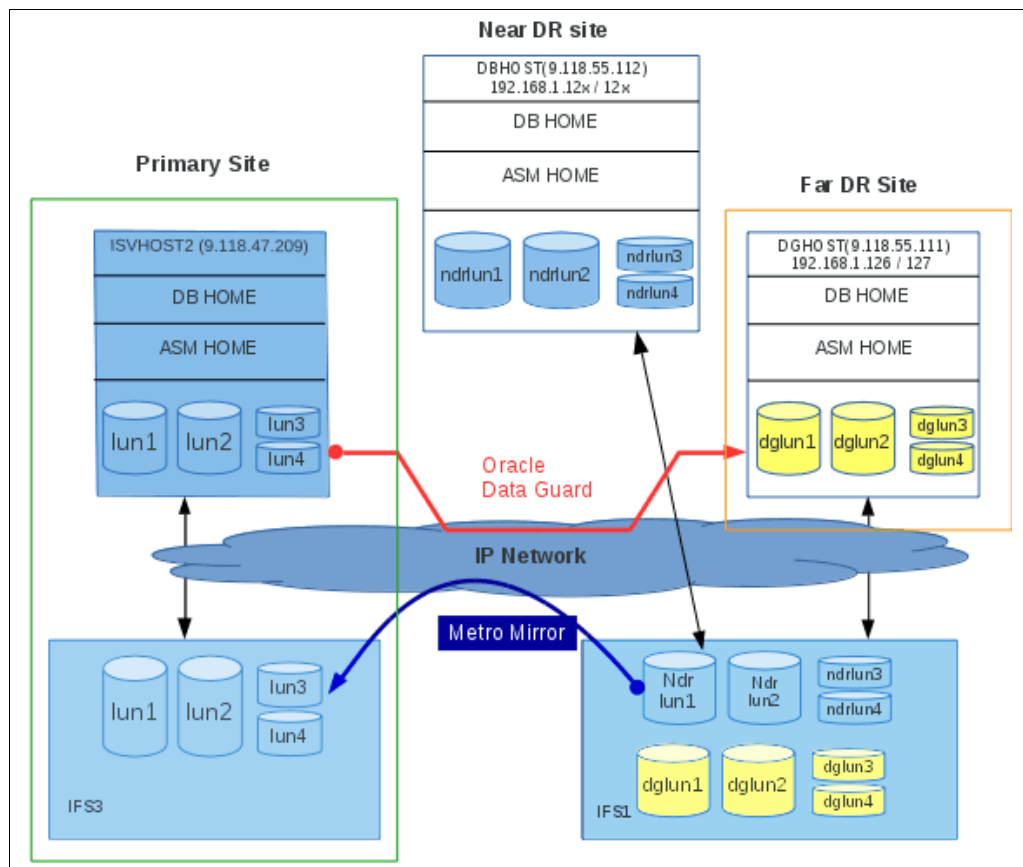 Near DR site
DBHOST(9.118.55.112)
192.168.1.12x / 12x
DB HOME
ASM HOME
ndrlun1
ndrlun2
ndrlun3
ndrlun4
Primary Site
ISVHOST2 (9.118.47.209)
DB HOME
ASM HOME
lun1
lun2
lun3
lun4
Far DR Site
DGHOST(9.118.55.111)
192.168.1.126 / 127
DB HOME
ASM HOME
dglun1
dglun2
dglun3
dglun4
Oracle
Data Guard
IP Network
Metro Mirror
lun1
lun2
lun3
lun4
IFS3
Ndr
lun1
Ndr
lun2
ndrlun3
ndrlun4
dglun1
dglun2
dglun3
dglun4
IFS1